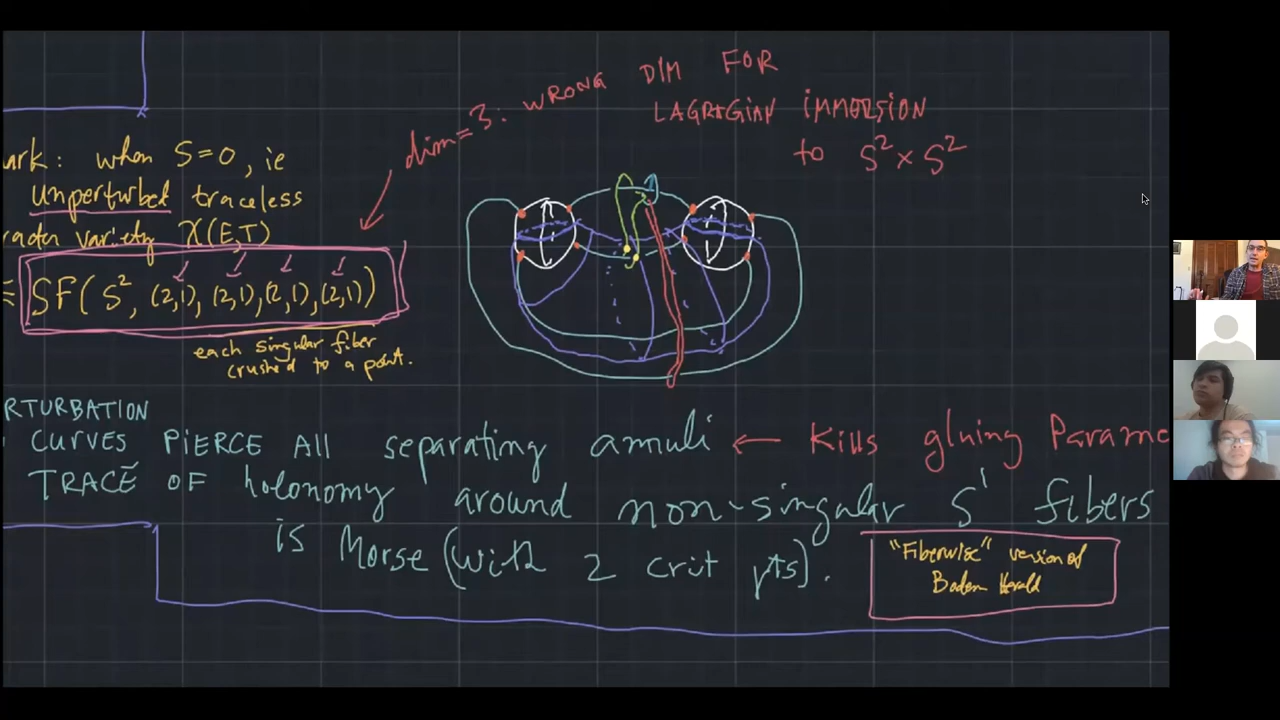 dim=3: WRONG DIM FOR
LAGRAGIAN IMMERSION
to S² × S²
ark: when S=0, ie
unperturbed traceless
racter variety X(E,T)
SF(S², (2,1), (2,1), (2,1), (2,1))
each singular fiber
crushed to a point.
RTURBATION
CURVES PIERCE ALL separating annuli ← Kills gluing Parame
TRACE OF holonomy around non-singular S¹ fibers
is Morse (with 2 crit pts).
"Fiberwise" version of
Boden Herald